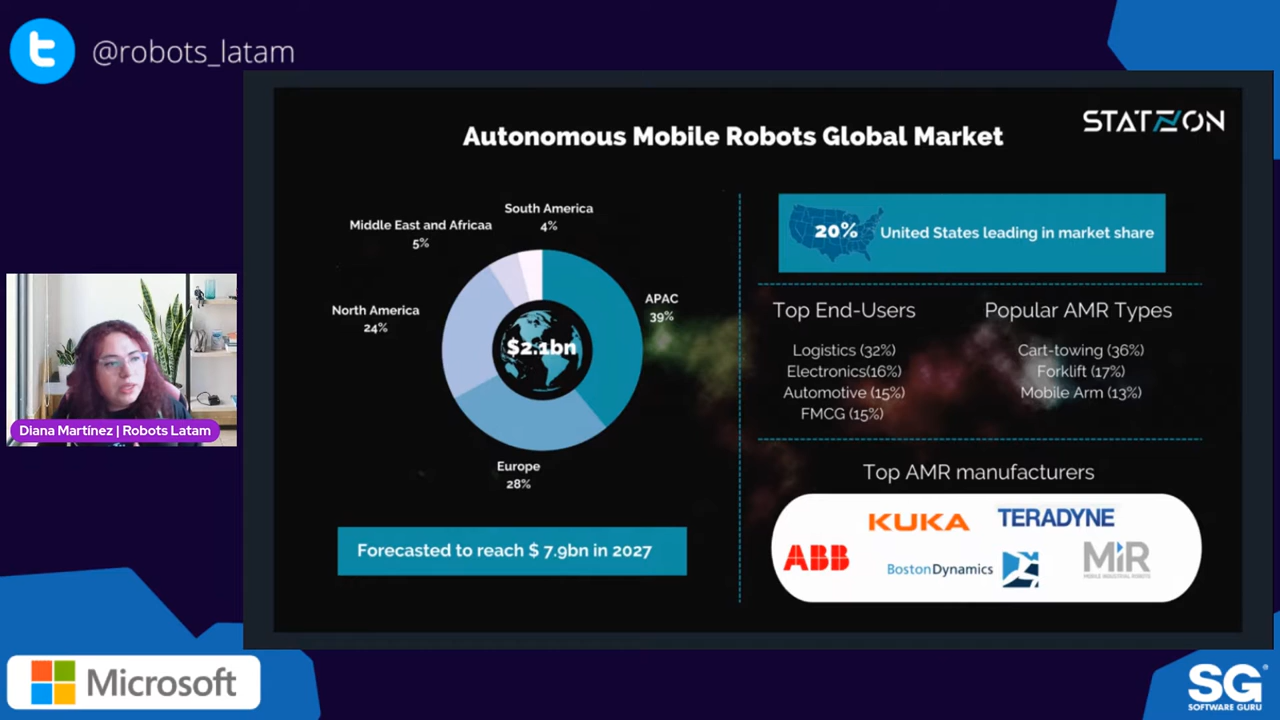 @robots_latam
STATZON
Autonomous Mobile Robots Global Market
South America
4%
Middle East and Africaa
5%
North America
24%
APAC
39%
$2.1bn
Europe
28%
Forecasted to reach $ 7.9bn in 2027
20%
United States leading in market share
Top End-Users
Logistics (32%)
Electronics(16%)
Automotive (15%)
FMCG (15%)
Popular AMR Types
Cart-towing (36%)
Forklift (17%)
Mobile Arm (13%)
Top AMR manufacturers
KUKA
TERADYNE
ABB
BostonDynamics
MiR
MOBILE INDUSTRIAL ROBOTS
Diana Martínez | Robots Latam
Microsoft
SG
SOFTWARE GURU